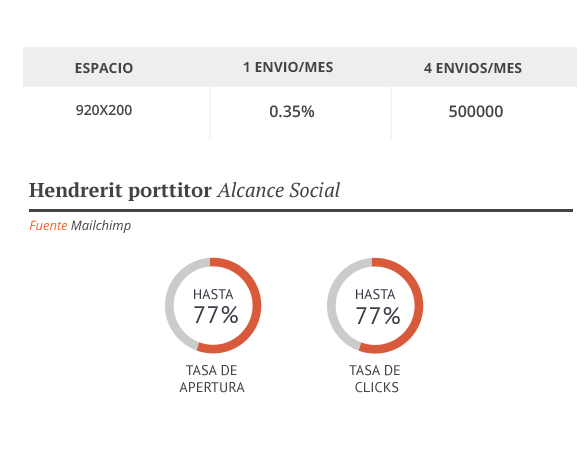 ESPACIO 1 ENVIO/MES 4 ENVIOS/MES
920X200 0.35% 500000
Hendrerit porttitor Alcance Social
Fuente Mailchimp
HASTA HASTA
77% 77%
TASA DE TASA DE
APERTURA CLICKS